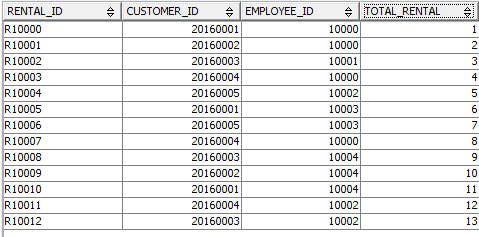 RENTAL_ID CUSTOMER_ID EMPLOYEE_ID TOTAL_RENTAL
R10000 20160001 10000 1
R10001 20160002 10000 2
R10002 20160003 10001 3
R10003 20160004 10000 4
R10004 20160005 10002 5
R10005 20160001 10003 6
R10006 20160005 10003 7
R10007 20160004 10000 8
R10008 20160003 10004 9
R10009 20160002 10004 10
R10010 20160001 10004 11
R10011 20160004 10002 12
R10012 20160003 10002 13